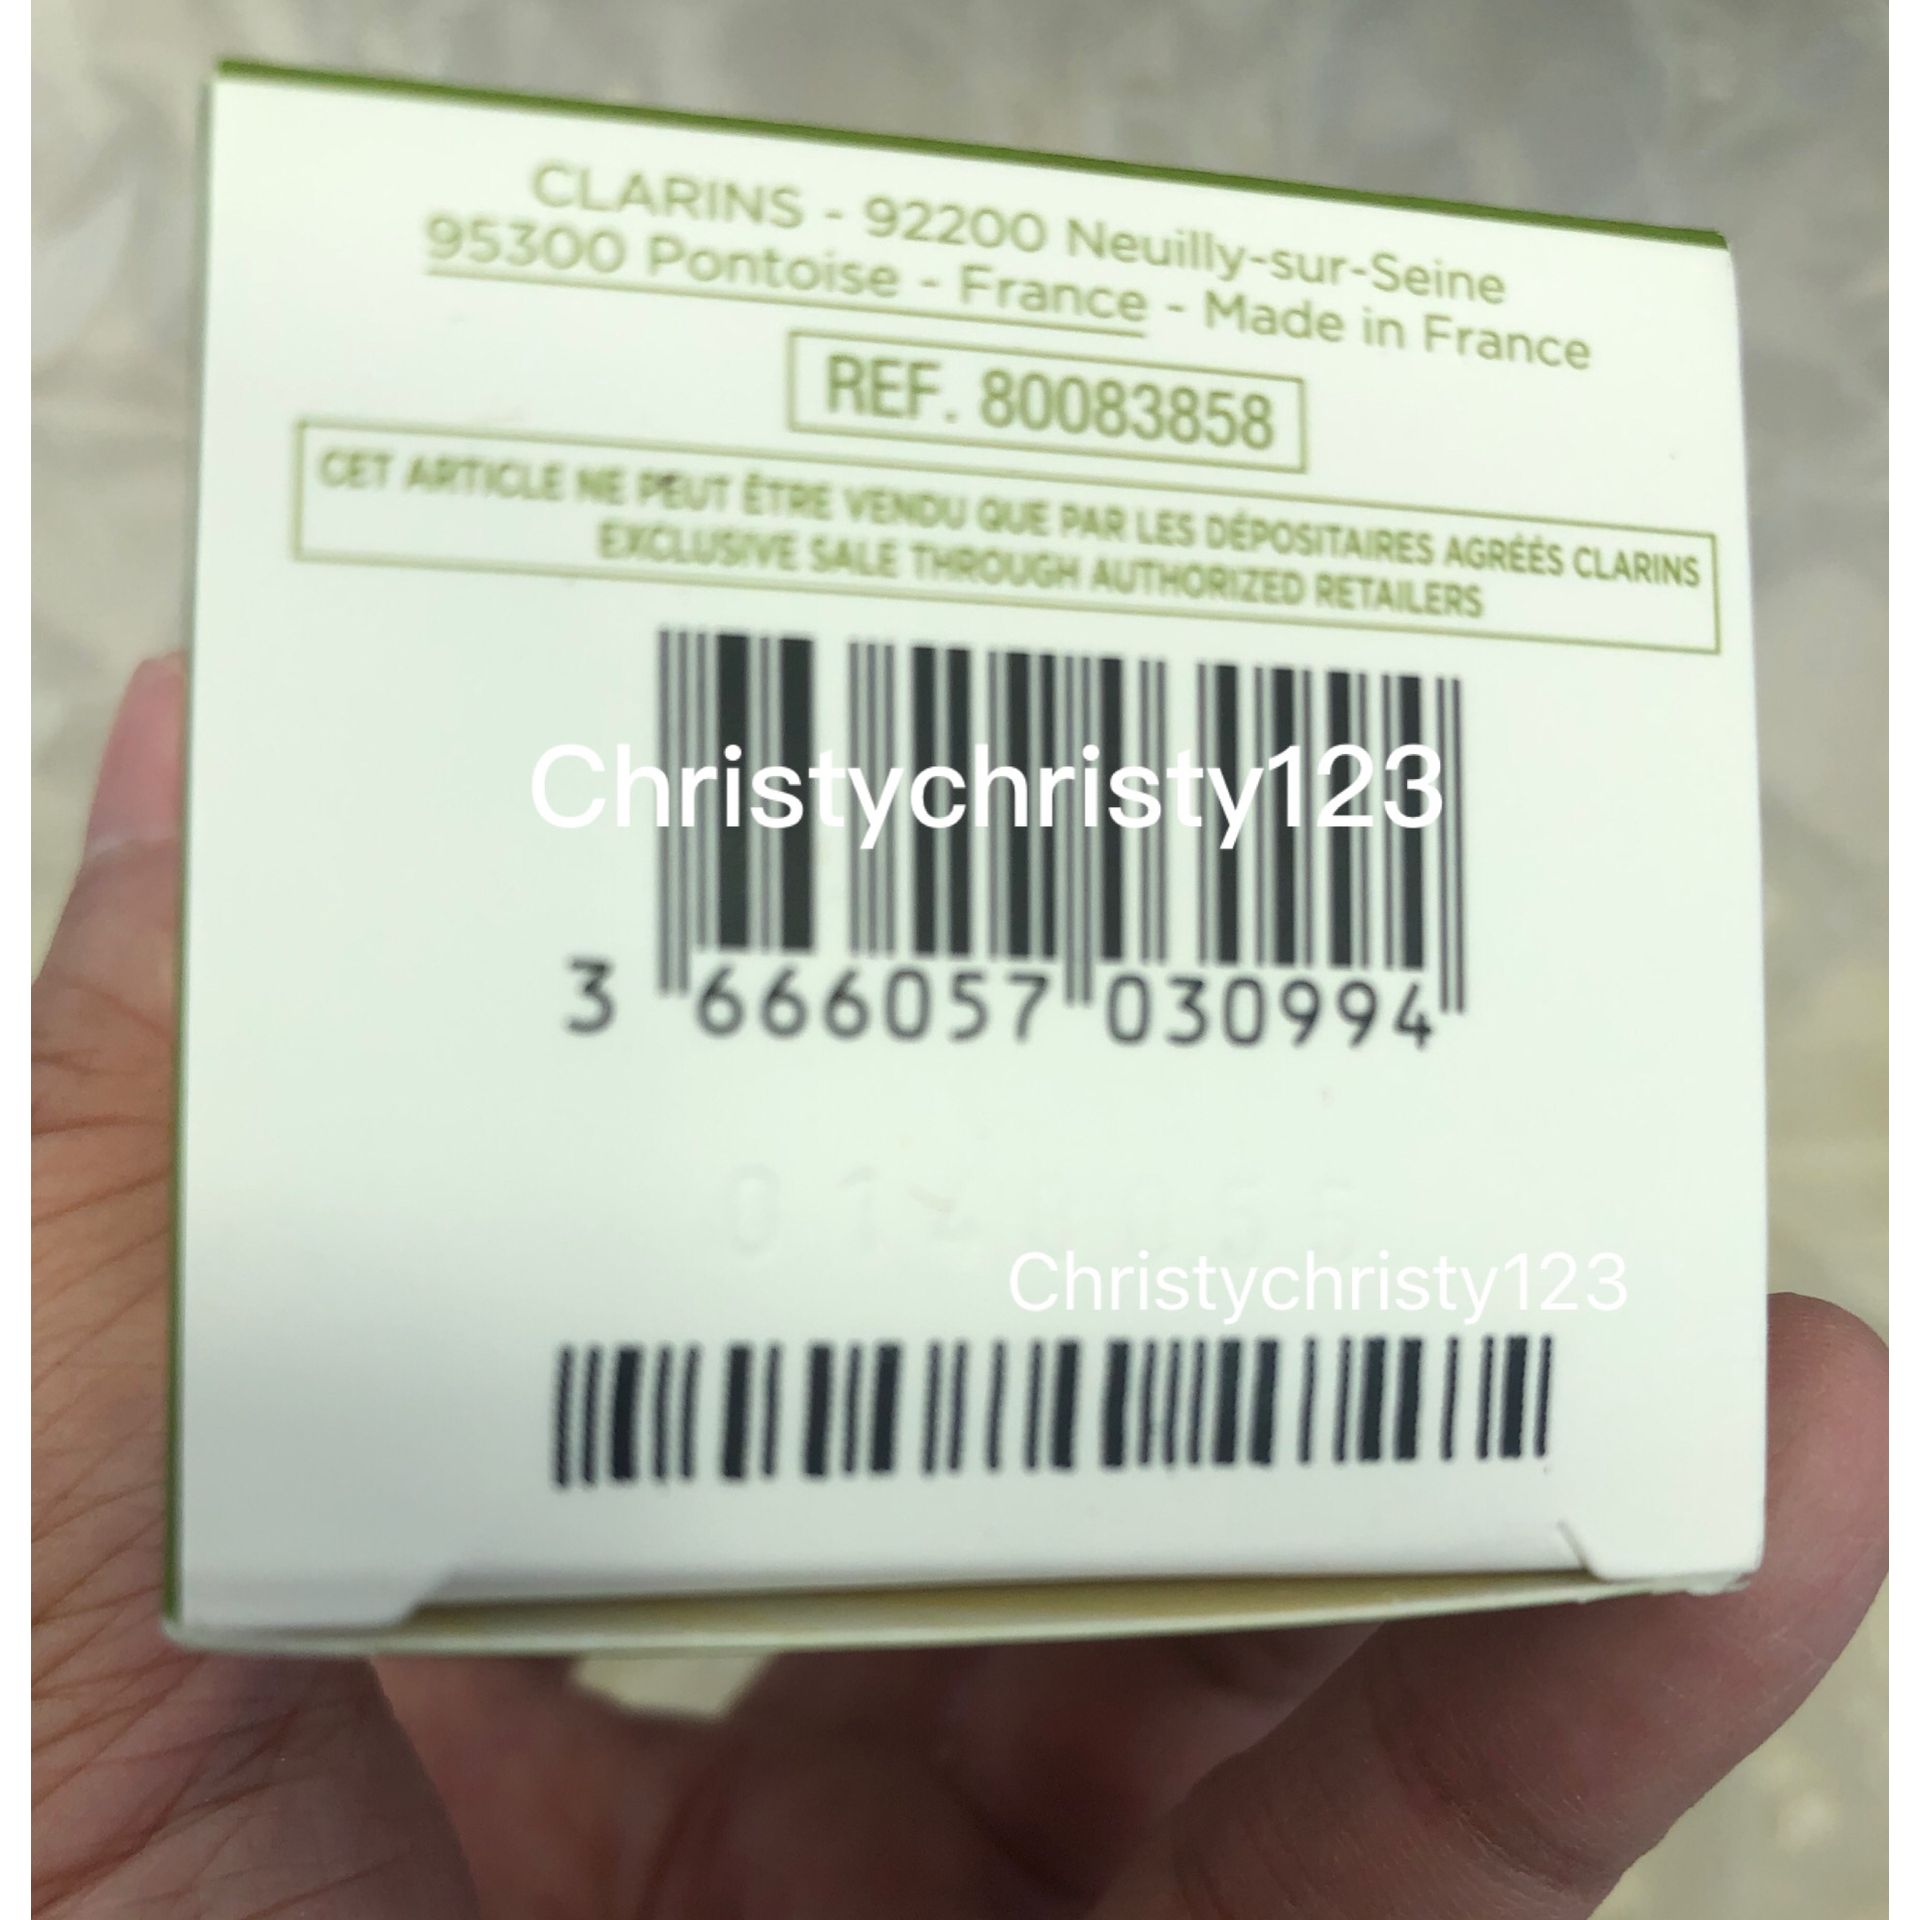 CLARINS - 92200 Neuilly-sur-Seine
95300 Pontoise - France - Made in France
REF. 80083858
CET ARTICLE NE PEUT ÊTRE VENDU QUE PAR LES DÉPOSITAIRES AGRÉÉS CLARINS
EXCLUSIVE SALE THROUGH AUTHORIZED RETAILERS
Christychristy123
3 666057 030994
Christychristy123